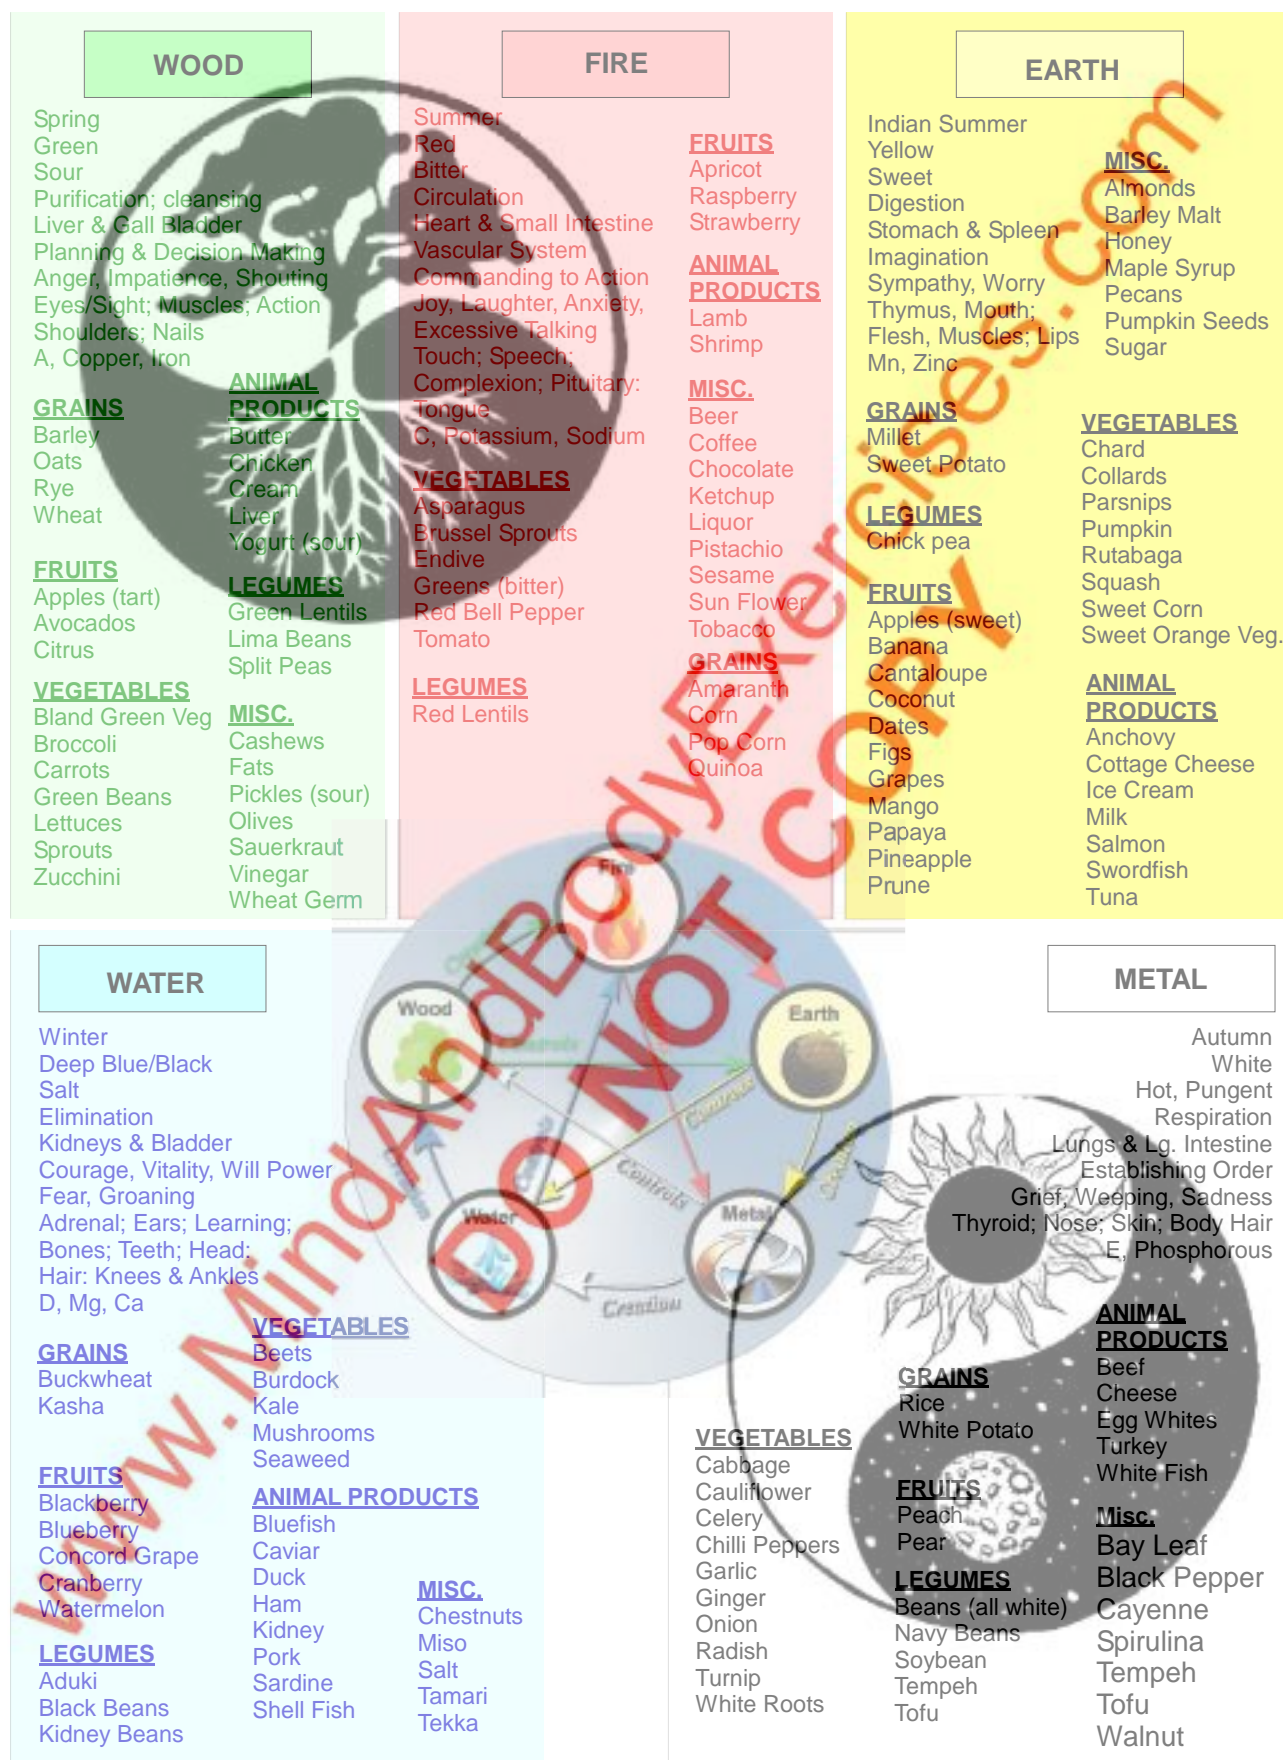 WOOD
Spring
Green
Sour
Purification; cleansing
Liver & Gall Bladder
Planning & Decision Making
Anger, Impatience, Shouting
Eyes/Sight; Muscles; Action
Shoulders; Nails
A, Copper, Iron
GRAINS
Barley
Oats
Rye
Wheat
FRUITS
Apples (tart)
Avocados
Citrus
VEGETABLES
Bland Green Veg
Broccoli
Carrots
Green Beans
Lettuces
Sprouts
Zucchini
ANIMAL
PRODUCTS
Butter
Chicken
Cream
Liver
Yogurt (sour)
LEGUMES
Green Lentils
Lima Beans
Split Peas
MISC.
Cashews
Fats
Pickles (sour)
Olives
Sauerkraut
Vinegar
Wheat Germ
FIRE
Summer
Red
Bitter
Circulation
Heart & Small Intestine
Vascular System
Commanding to Action
Joy, Laughter, Anxiety,
Excessive Talking
Touch; Speech;
Complexion; Pituitary:
Tongue
C, Potassium, Sodium
VEGETABLES
Asparagus
Brussel Sprouts
Endive
Greens (bitter)
Red Bell Pepper
Tomato
LEGUMES
Red Lentils
FRUITS
Apricot
Raspberry
Strawberry
ANIMAL
PRODUCTS
Lamb
Shrimp
MISC.
Beer
Coffee
Chocolate
Ketchup
Liquor
Pistachio
Sesame
Sun Flower
Tobacco
GRAINS
Amaranth
Corn
Pop Corn
Quinoa
EARTH
Indian Summer
Yellow
Sweet
Digestion
Stomach & Spleen
Imagination
Sympathy, Worry
Thymus, Mouth;
Flesh, Muscles; Lips
Mn, Zinc
GRAINS
Millet
Sweet Potato
LEGUMES
Chick pea
FRUITS
Apples (sweet)
Banana
Cantaloupe
Coconut
Dates
Figs
Grapes
Mango
Papaya
Pineapple
Prune
MISC.
Almonds
Barley Malt
Honey
Maple Syrup
Pecans
Pumpkin Seeds
Sugar
VEGETABLES
Chard
Collards
Parsnips
Pumpkin
Rutabaga
Squash
Sweet Corn
Sweet Orange Veg.
ANIMAL
PRODUCTS
Anchovy
Cottage Cheese
Ice Cream
Milk
Salmon
Swordfish
Tuna
WATER
Winter
Deep Blue/Black
Salt
Elimination
Kidneys & Bladder
Courage, Vitality, Will Power
Fear, Groaning
Adrenal; Ears; Learning;
Bones; Teeth; Head:
Hair: Knees & Ankles
D, Mg, Ca
GRAINS
Buckwheat
Kasha
FRUITS
Blackberry
Blueberry
Concord Grape
Cranberry
Watermelon
LEGUMES
Aduki
Black Beans
Kidney Beans
VEGETABLES
Beets
Burdock
Kale
Mushrooms
Seaweed
ANIMAL PRODUCTS
Bluefish
Caviar
Duck
Ham
Kidney
Pork
Sardine
Shell Fish
MISC.
Chestnuts
Miso
Salt
Tamari
Tekka
Fire
Wood
Earth
Water
Metal
Controls
Controls
Creation
METAL
Autumn
White
Hot, Pungent
Respiration
Lungs & Lg. Intestine
Establishing Order
Grief, Weeping, Sadness
Thyroid; Nose; Skin; Body Hair
E, Phosphorous
VEGETABLES
Cabbage
Cauliflower
Celery
Chilli Peppers
Garlic
Ginger
Onion
Radish
Turnip
White Roots
GRAINS
Rice
White Potato
FRUITS
Peach
Pear
LEGUMES
Beans (all white)
Navy Beans
Soybean
Tempeh
Tofu
ANIMAL
PRODUCTS
Beef
Cheese
Egg Whites
Turkey
White Fish
Misc.
Bay Leaf
Black Pepper
Cayenne
Spirulina
Tempeh
Tofu
Walnut
www.MindAndBodyExercises.com
DO NOT COPY